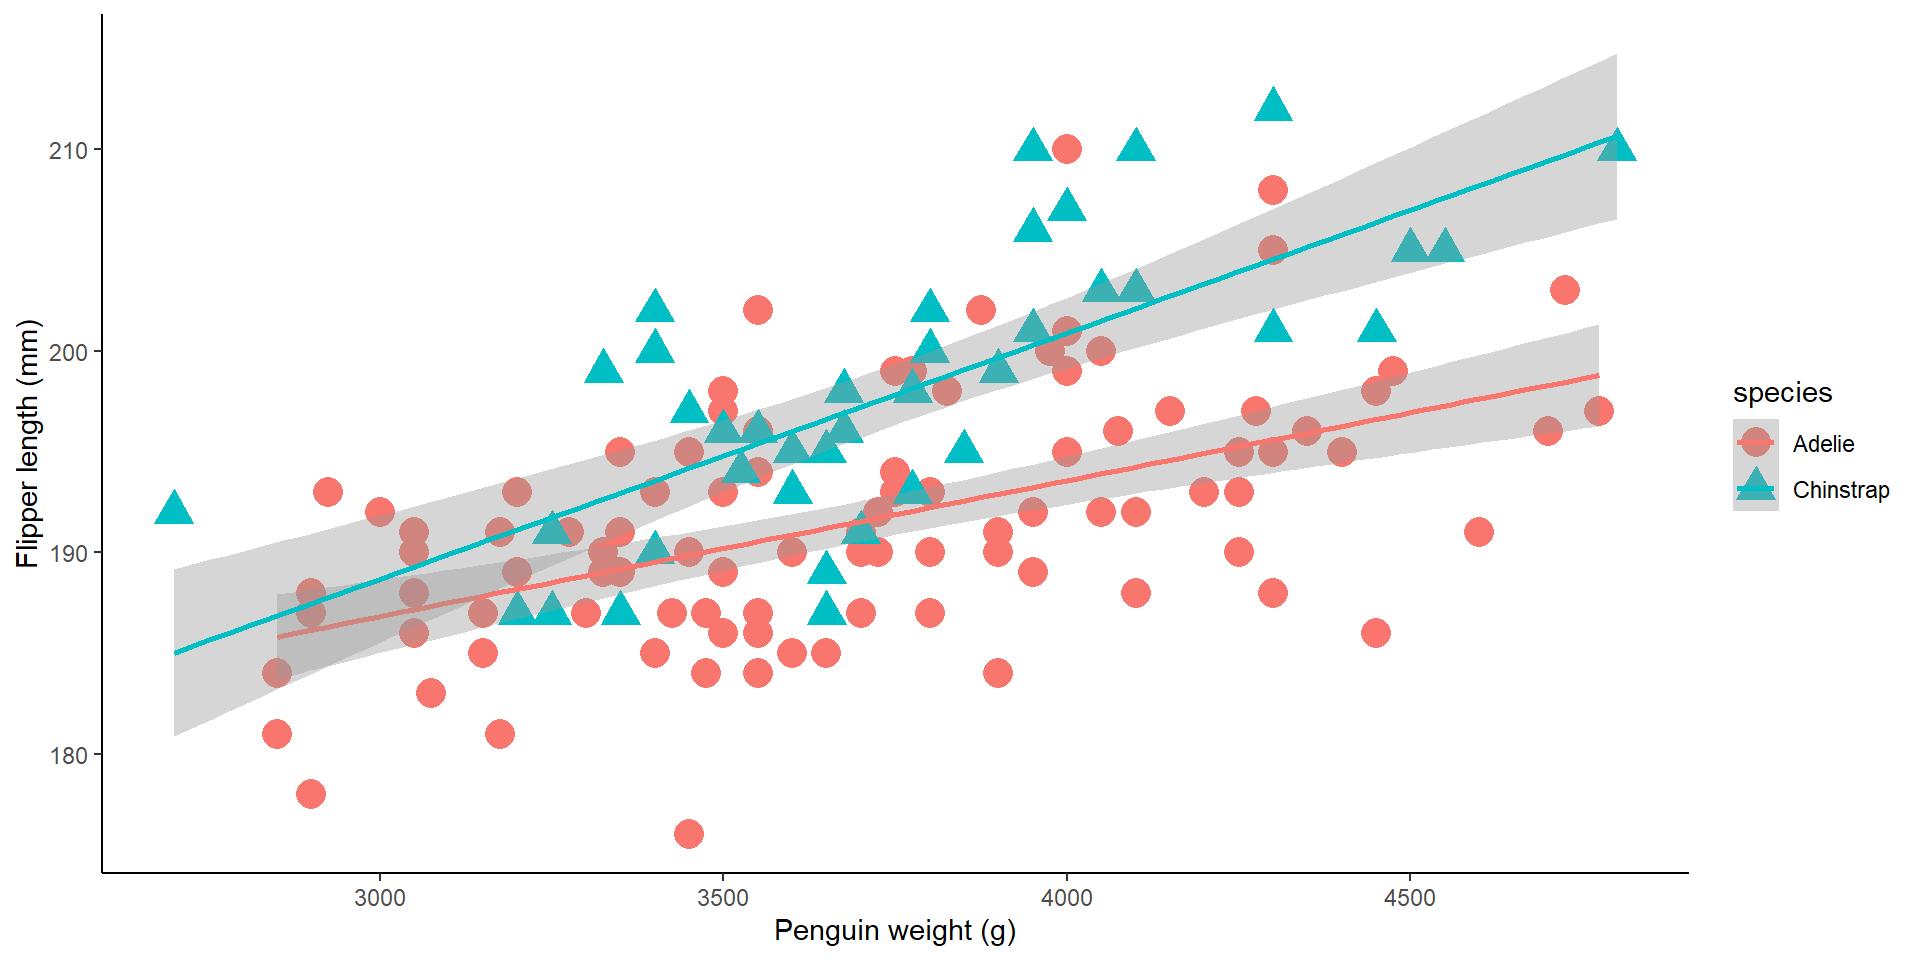 210
200
190
180
Flipper length (mm)
3000
3500
4000
4500
Penguin weight (g)
species
Adelie
Chinstrap